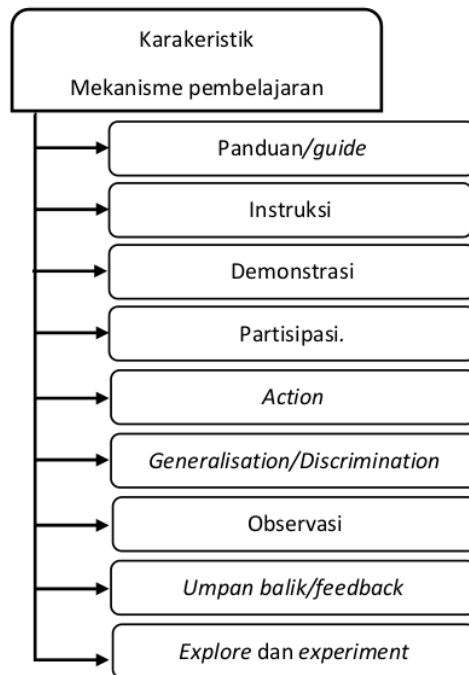 Karakeristik
Mekanisme pembelajaran
Panduan/guide
Instruksi
Demonstrasi
Partisipasi.
Action
Generalisation/Discrimination
Observasi
Umpan balik/feedback
Explore dan experiment